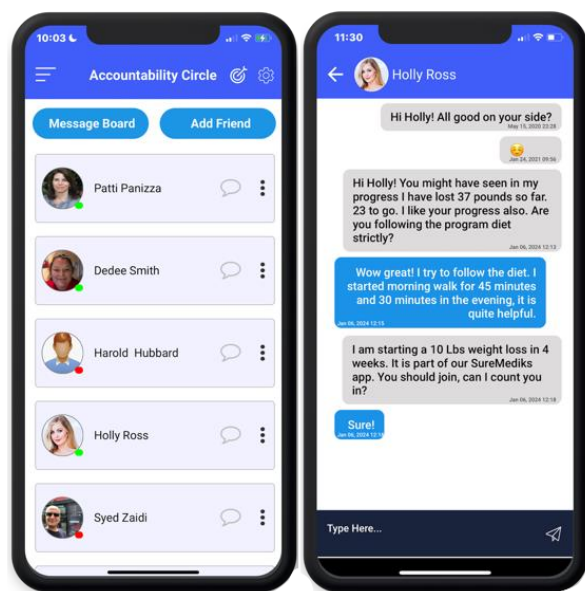 10:03
Accountability Circle
Message Board
Add Friend
Patti Panizza
Dedee Smith
Harold Hubbard
Holly Ross
Syed Zaidi
11:30
Holly Ross
Hi Holly! All good on your side?
May 15, 2020 22:28
Jan 24, 2021 09:56
Hi Holly! You might have seen in my
progress I have lost 37 pounds so far.
23 to go. I like your progress also. Are
you following the program diet
strictly?
Jan 06, 2024 12:13
Wow great! I try to follow the diet. I
started morning walk for 45 minutes
and 30 minutes in the evening, it is
quite helpful.
Jan 06, 2024 12:15
I am starting a 10 Lbs weight loss in 4
weeks. It is part of our SureMediks
app. You should join, can I count you
in?
Jan 06, 2024 12:18
Sure!
Jan 06, 2024
Type Here...